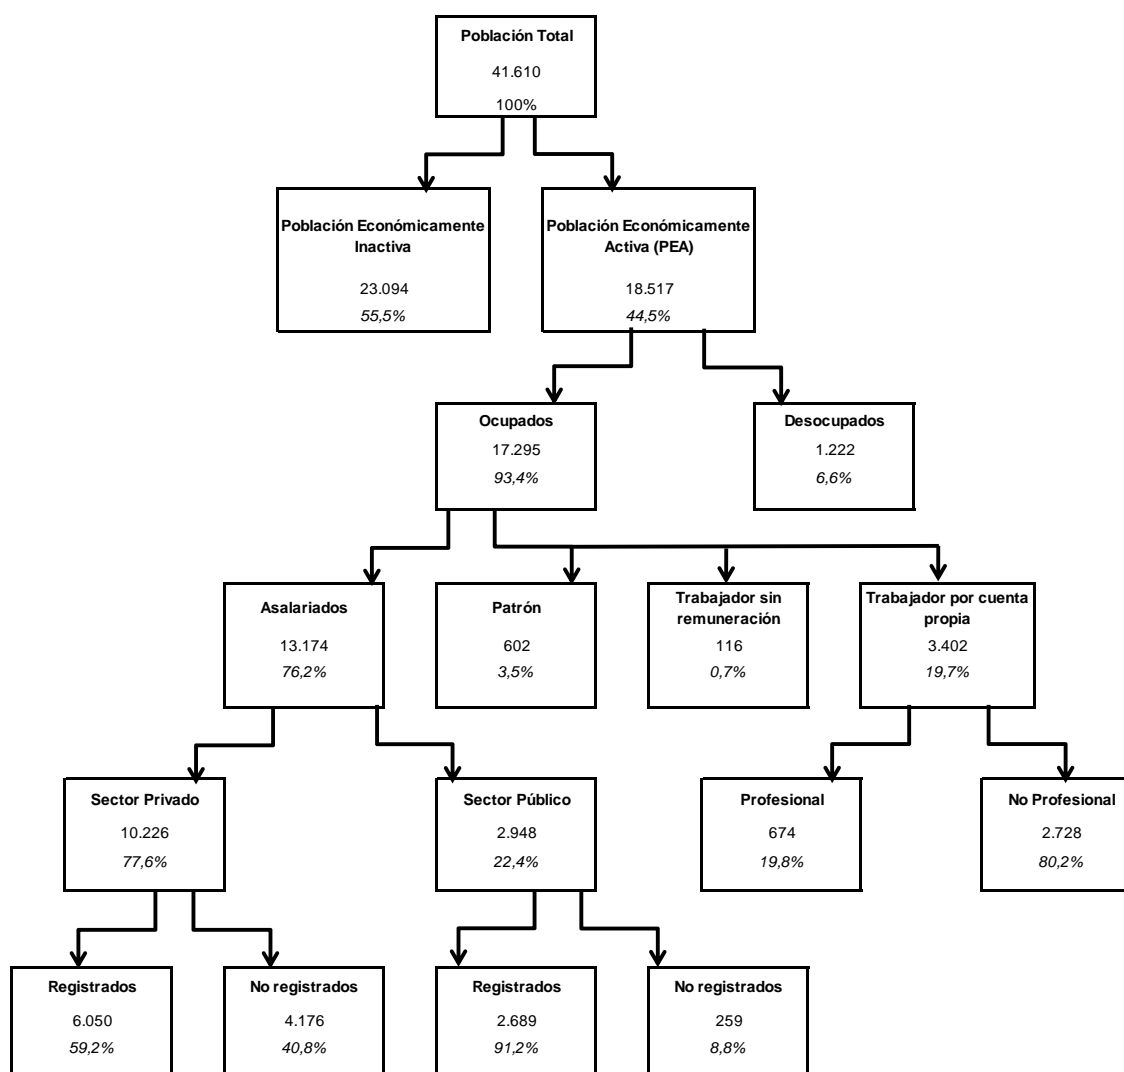 Población Total
41.610
100%
Población Económicamente
Inactiva
23.094
55,5%
Población Económicamente
Activa (PEA)
18.517
44,5%
Ocupados
17.295
93,4%
Desocupados
1.222
6,6%
Asalariados
13.174
76,2%
Patrón
602
3,5%
Trabajador sin
remuneración
116
0,7%
Trabajador por cuenta
propia
3.402
19,7%
Sector Privado
10.226
77,6%
Sector Público
2.948
22,4%
Profesional
674
19,8%
No Profesional
2.728
80,2%
Registrados
6.050
59,2%
No registrados
4.176
40,8%
Registrados
2.689
91,2%
No registrados
259
8,8%